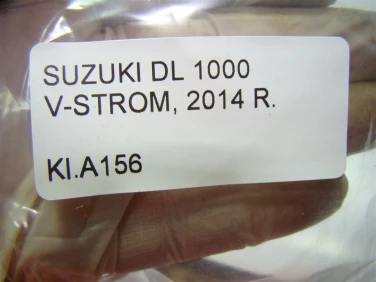 SUZUKI DL 1000
V-STROM, 2014 R.
KI.A156